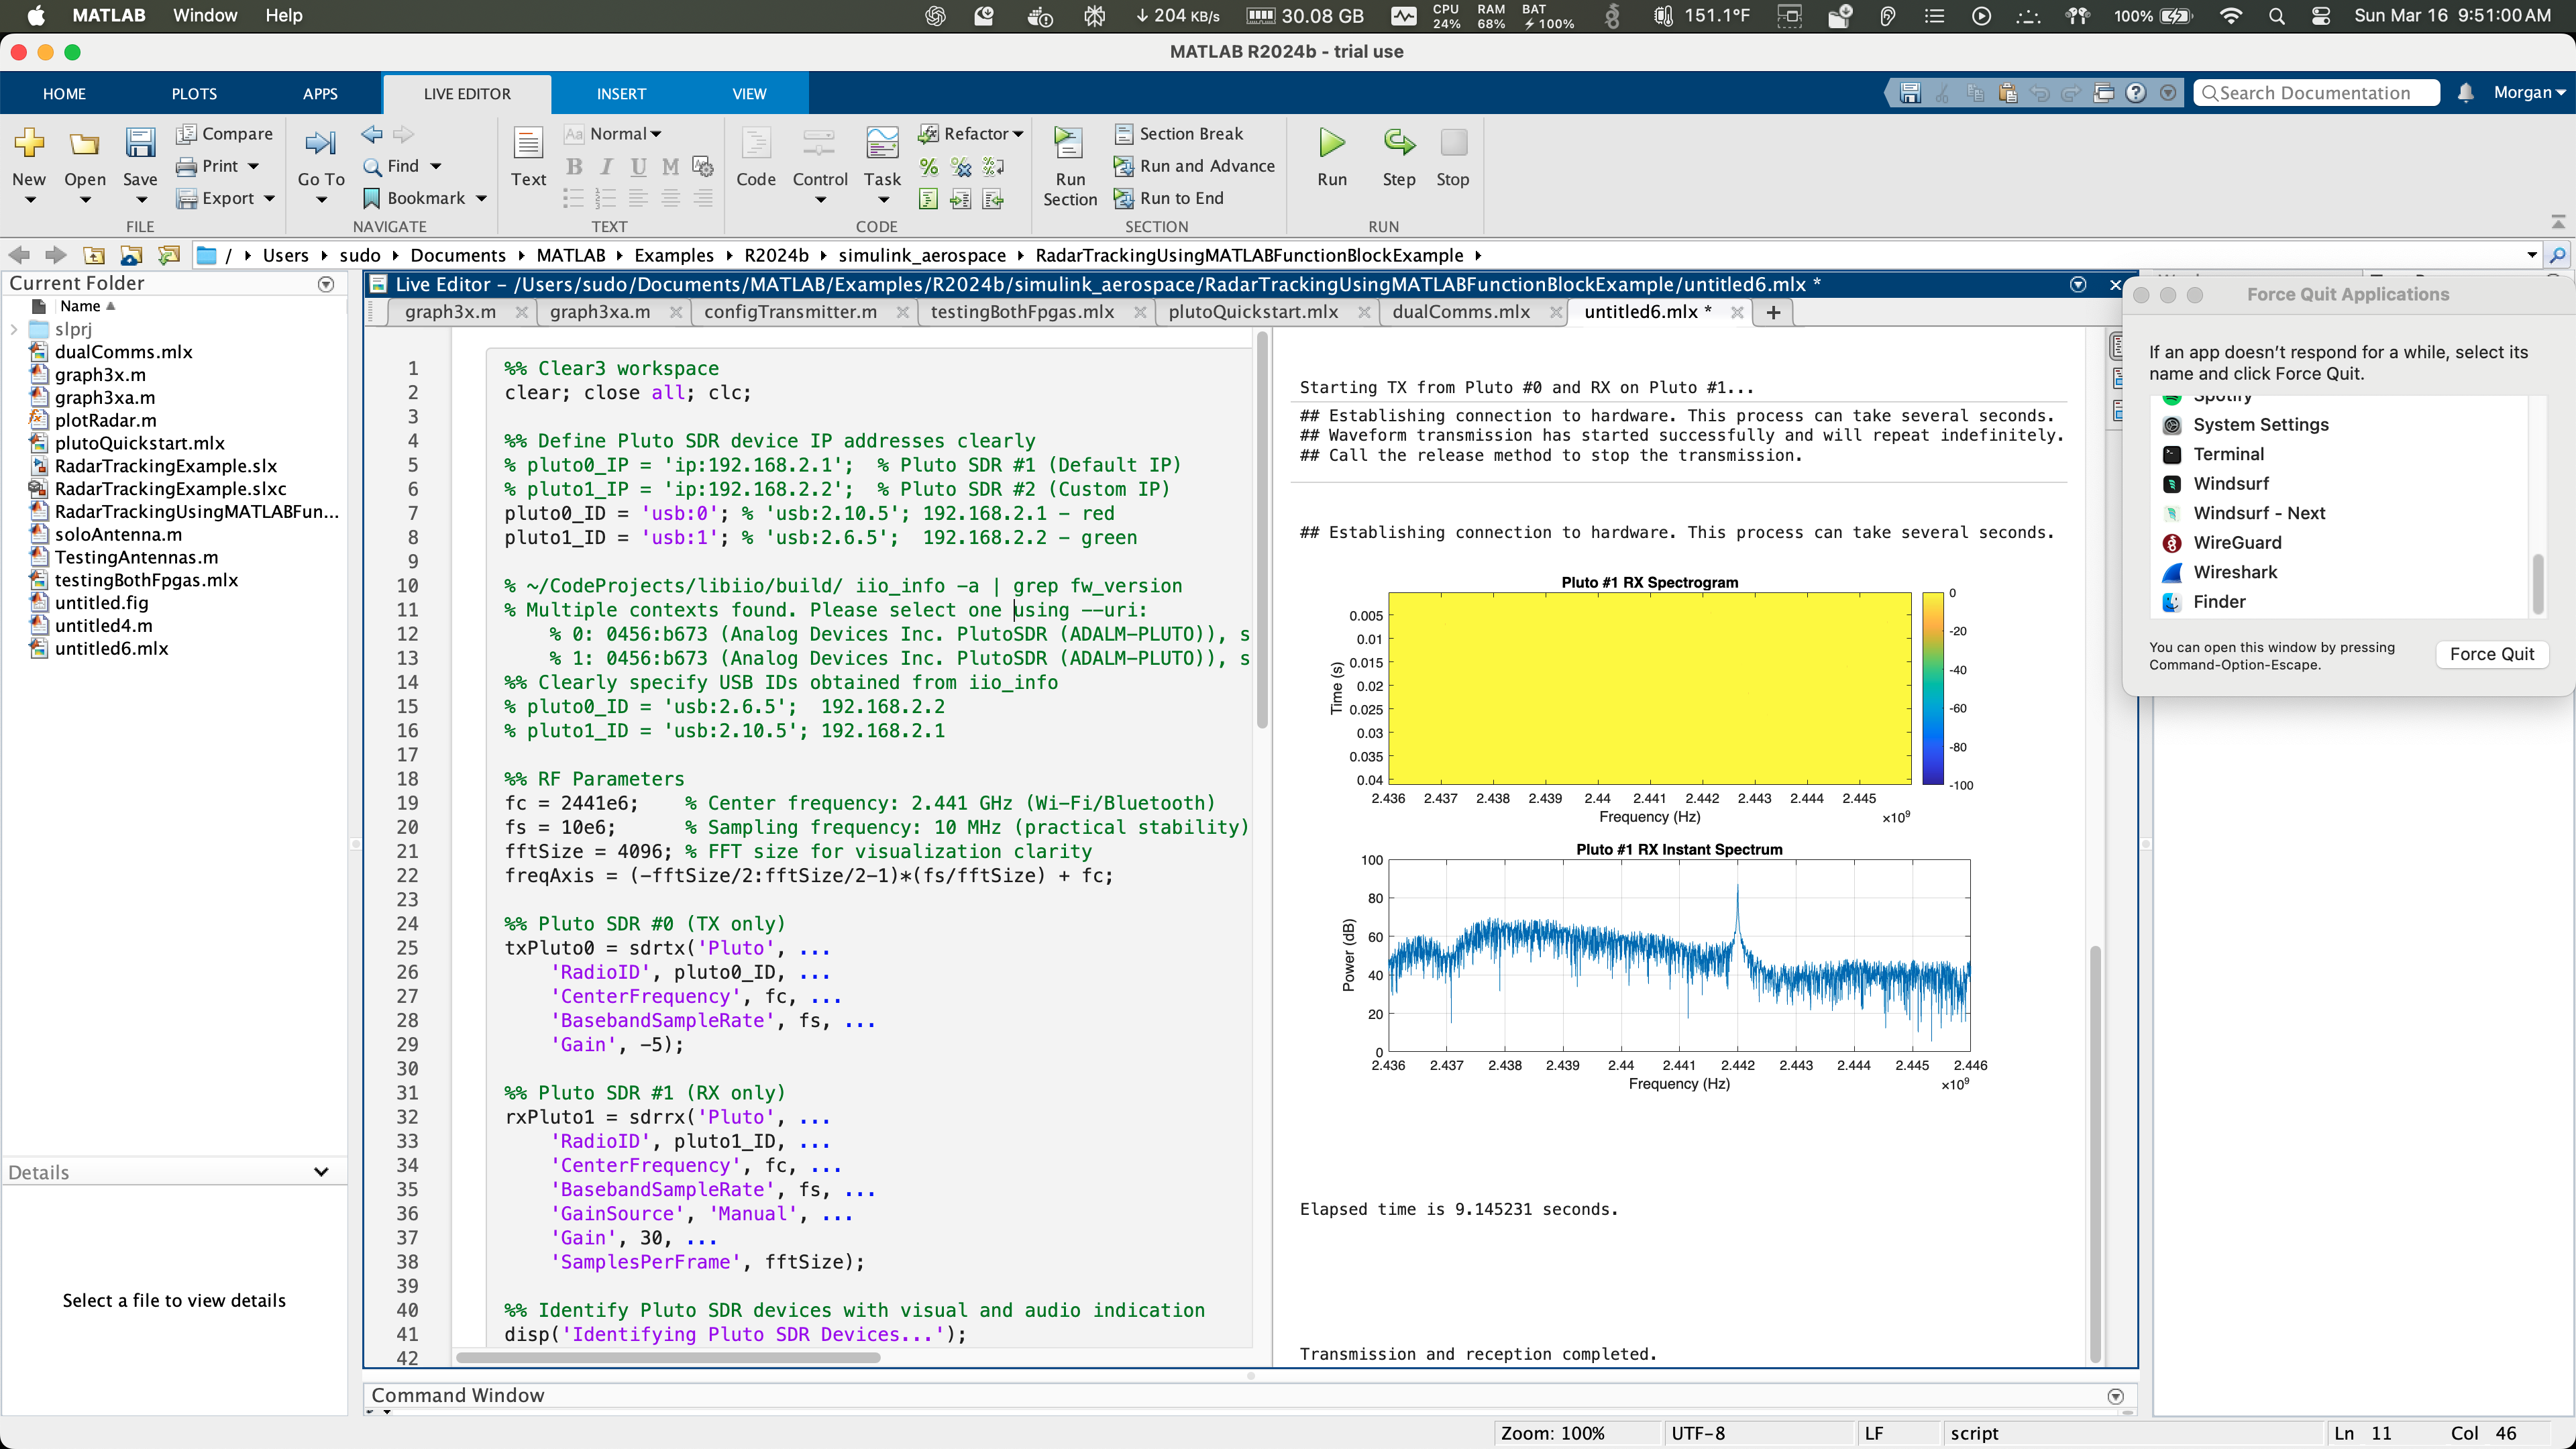 MATLAB Window Help
204 KB/s 30.08 GB CPU 24% RAM 68% BAT 100% 151.1°F 100% Sun Mar 16 9:51:00 AM
MATLAB R2024b - trial use
HOME PLOTS APPS LIVE EDITOR INSERT VIEW Search Documentation Morgan
New Open Save Compare Print Export
FILE
Go To Find Bookmark
NAVIGATE
Text Aa Normal B I U M
TEXT
Code Control Task Refactor
CODE
Run Section Section Break Run and Advance Run to End
SECTION
Run Step Stop
RUN
/ Users sudo Documents MATLAB Examples R2024b simulink_aerospace RadarTrackingUsingMATLABFunctionBlockExample
Current Folder
Name
slprj
dualComms.mlx
graph3x.m
graph3xa.m
plotRadar.m
plutoQuickstart.mlx
RadarTrackingExample.slx
RadarTrackingExample.slxc
RadarTrackingUsingMATLABFun...
soloAntenna.m
TestingAntennas.m
testingBothFpgas.mlx
untitled.fig
untitled4.m
untitled6.mlx
Details
Select a file to view details
Live Editor - /Users/sudo/Documents/MATLAB/Examples/R2024b/simulink_aerospace/RadarTrackingUsingMATLABFunctionBlockExample/untitled6.mlx *
graph3x.m graph3xa.m configTransmitter.m testingBothFpgas.mlx plutoQuickstart.mlx dualComms.mlx untitled6.mlx * +
1 %% Clear3 workspace
2 clear; close all; clc;
3
4 %% Define Pluto SDR device IP addresses clearly
5 % pluto0_IP = 'ip:192.168.2.1'; % Pluto SDR #1 (Default IP)
6 % pluto1_IP = 'ip:192.168.2.2'; % Pluto SDR #2 (Custom IP)
7 pluto0_ID = 'usb:0'; % 'usb:2.10.5'; 192.168.2.1 - red
8 pluto1_ID = 'usb:1'; % 'usb:2.6.5'; 192.168.2.2 - green
9
10 % ~/CodeProjects/libiio/build/ iio_info -a | grep fw_version
11 % Multiple contexts found. Please select one using --uri:
12 % 0: 0456:b673 (Analog Devices Inc. PlutoSDR (ADALM-PLUTO)), s
13 % 1: 0456:b673 (Analog Devices Inc. PlutoSDR (ADALM-PLUTO)), s
14 %% Clearly specify USB IDs obtained from iio_info
15 % pluto0_ID = 'usb:2.6.5'; 192.168.2.2
16 % pluto1_ID = 'usb:2.10.5'; 192.168.2.1
17
18 %% RF Parameters
19 fc = 2441e6; % Center frequency: 2.441 GHz (Wi-Fi/Bluetooth)
20 fs = 10e6; % Sampling frequency: 10 MHz (practical stability)
21 fftSize = 4096; % FFT size for visualization clarity
22 freqAxis = (-fftSize/2:fftSize/2-1)*(fs/fftSize) + fc;
23
24 %% Pluto SDR #0 (TX only)
25 txPluto0 = sdrtx('Pluto', ...
26 'RadioID', pluto0_ID, ...
27 'CenterFrequency', fc, ...
28 'BasebandSampleRate', fs, ...
29 'Gain', -5);
30
31 %% Pluto SDR #1 (RX only)
32 rxPluto1 = sdrrx('Pluto', ...
33 'RadioID', pluto1_ID, ...
34 'CenterFrequency', fc, ...
35 'BasebandSampleRate', fs, ...
36 'GainSource', 'Manual', ...
37 'Gain', 30, ...
38 'SamplesPerFrame', fftSize);
39
40 %% Identify Pluto SDR devices with visual and audio indication
41 disp('Identifying Pluto SDR Devices...');
42
Starting TX from Pluto #0 and RX on Pluto #1...
## Establishing connection to hardware. This process can take several seconds.
## Waveform transmission has started successfully and will repeat indefinitely.
## Call the release method to stop the transmission.
## Establishing connection to hardware. This process can take several seconds.
Pluto #1 RX Spectrogram
Time (s)
0.005
0.01
0.015
0.02
0.025
0.03
0.035
0.04
2.436 2.437 2.438 2.439 2.44 2.441 2.442 2.443 2.444 2.445
Frequency (Hz) ×10⁹
0
-20
-40
-60
-80
-100
Pluto #1 RX Instant Spectrum
Power (dB)
100
80
60
40
20
0
2.436 2.437 2.438 2.439 2.44 2.441 2.442 2.443 2.444 2.445 2.446
Frequency (Hz) ×10⁹
Elapsed time is 9.145231 seconds.
Transmission and reception completed.
Force Quit Applications
If an app doesn't respond for a while, select its
name and click Force Quit.
Spotify
System Settings
Terminal
Windsurf
Windsurf - Next
WireGuard
Wireshark
Finder
You can open this window by pressing
Command-Option-Escape.
Force Quit
Command Window
Zoom: 100% UTF-8 LF script Ln 11 Col 46